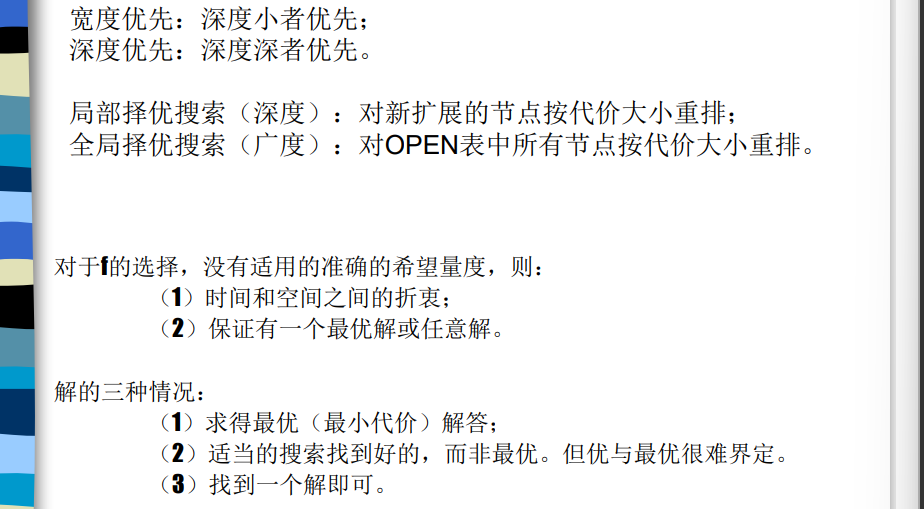 宽度优先：深度小者优先；
深度优先：深度深者优先。
局部择优搜索（深度）：对新扩展的节点按代价大小重排；
全局择优搜索（广度）：对OPEN表中所有节点按代价大小重排。
对于f的选择，没有适用的准确的希望量度，则：
（1）时间和空间之间的折衷；
（2）保证有一个最优解或任意解。
解的三种情况：
（1）求得最优（最小代价）解答；
（2）适当的搜索找到好的，而非最优。但优与最优很难界定。
（3）找到一个解即可。